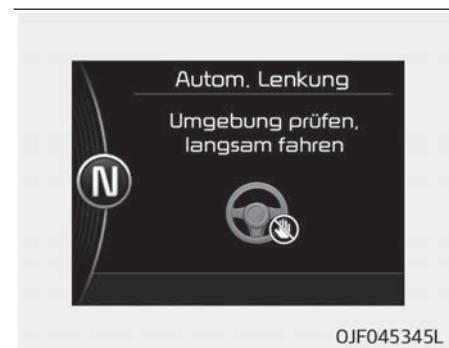 Autom. Lenkung
Umgebung prüfen,
langsam fahren
N
OJF045345L